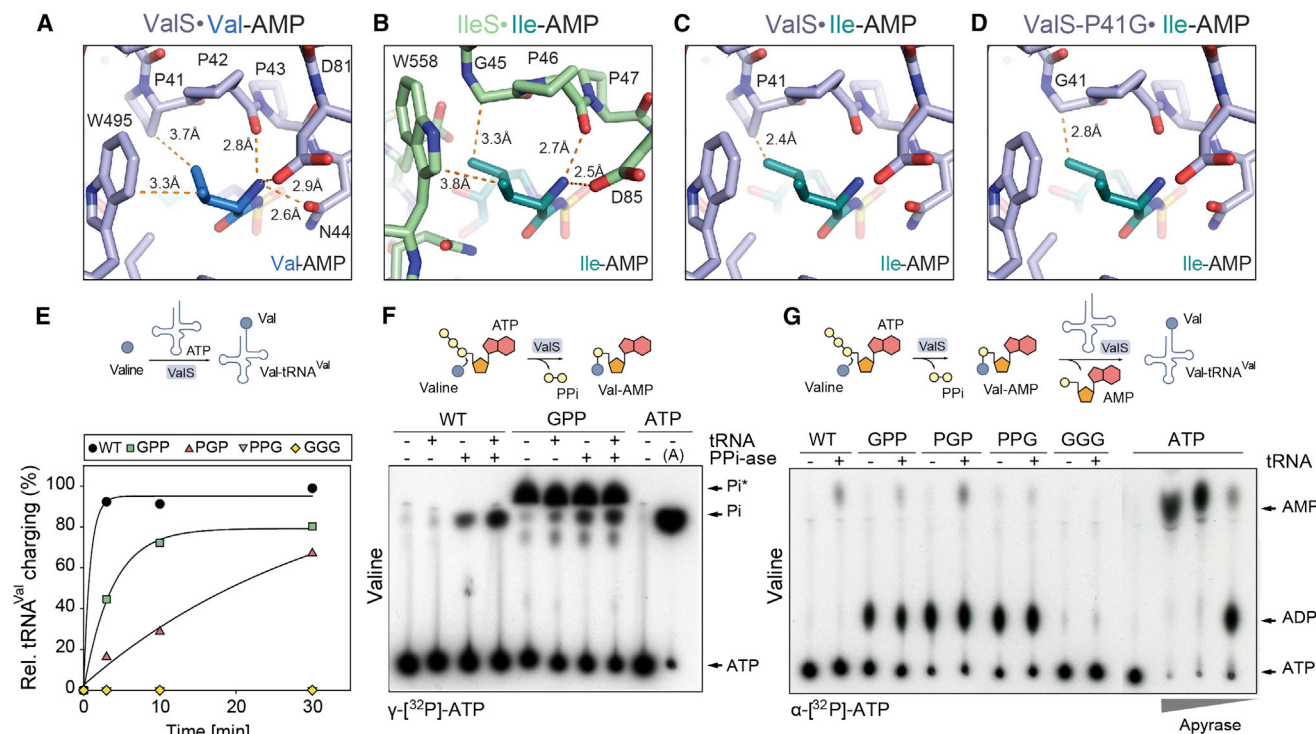 A ValS• Val-AMP
P42
P41
P43
D81
W495
3.7Å
2.8Å
3.3Å
2.9Å
2.6Å
N44
Val-AMP
B IleS• Ile-AMP
W558
G45
P46
P47
3.3Å
2.7Å
3.8Å
2.5Å
D85
Ile-AMP
C ValS• Ile-AMP
P41
2.4Å
Ile-AMP
D ValS-P41G• Ile-AMP
G41
2.8Å
Ile-AMP
E
Val
ATP
Valine
ValS
Val-tRNAVal
WT GPP PGP PPG GGG
Rel. tRNAVal charging (%)
100
80
60
40
20
0
0 10 20 30
Time [min]
F
ATP
ValS
Valine
PPi
Val-AMP
WT GPP ATP
- + - + - + - + - - tRNA
- - + + - - + + - (A) PPi-ase
Pi*
Pi
ATP
Valine
γ-[32P]-ATP
G
ATP
ValS
Valine
PPi
Val-AMP
ValS
AMP
Val
Val-tRNAVal
WT GPP PGP PPG GGG ATP
- + - + - + - + - + - tRNA
AMP
ADP
ATP
Valine
α-[32P]-ATP
Apyrase